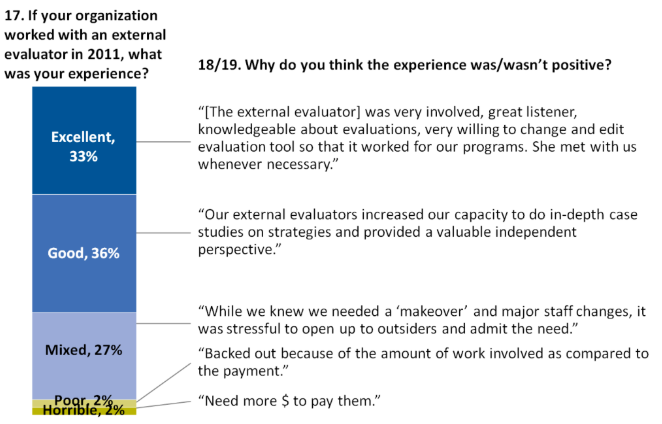 17. If your organization
worked with an external
evaluator in 2011, what
was your experience?
18/19. Why do you think the experience was/wasn't positive?
Excellent,
33%
“[The external evaluator] was very involved, great listener,
knowledgeable about evaluations, very willing to change and edit
evaluation tool so that it worked for our programs. She met with us
whenever necessary.”
Good, 36%
“Our external evaluators increased our capacity to do in-depth case
studies on strategies and provided a valuable independent
perspective.”
Mixed, 27%
“While we knew we needed a ‘makeover’ and major staff changes, it
was stressful to open up to outsiders and admit the need.”
Poor, 2%
“Backed out because of the amount of work involved as compared to
the payment.”
Horrible, 2%
“Need more $ to pay them.”